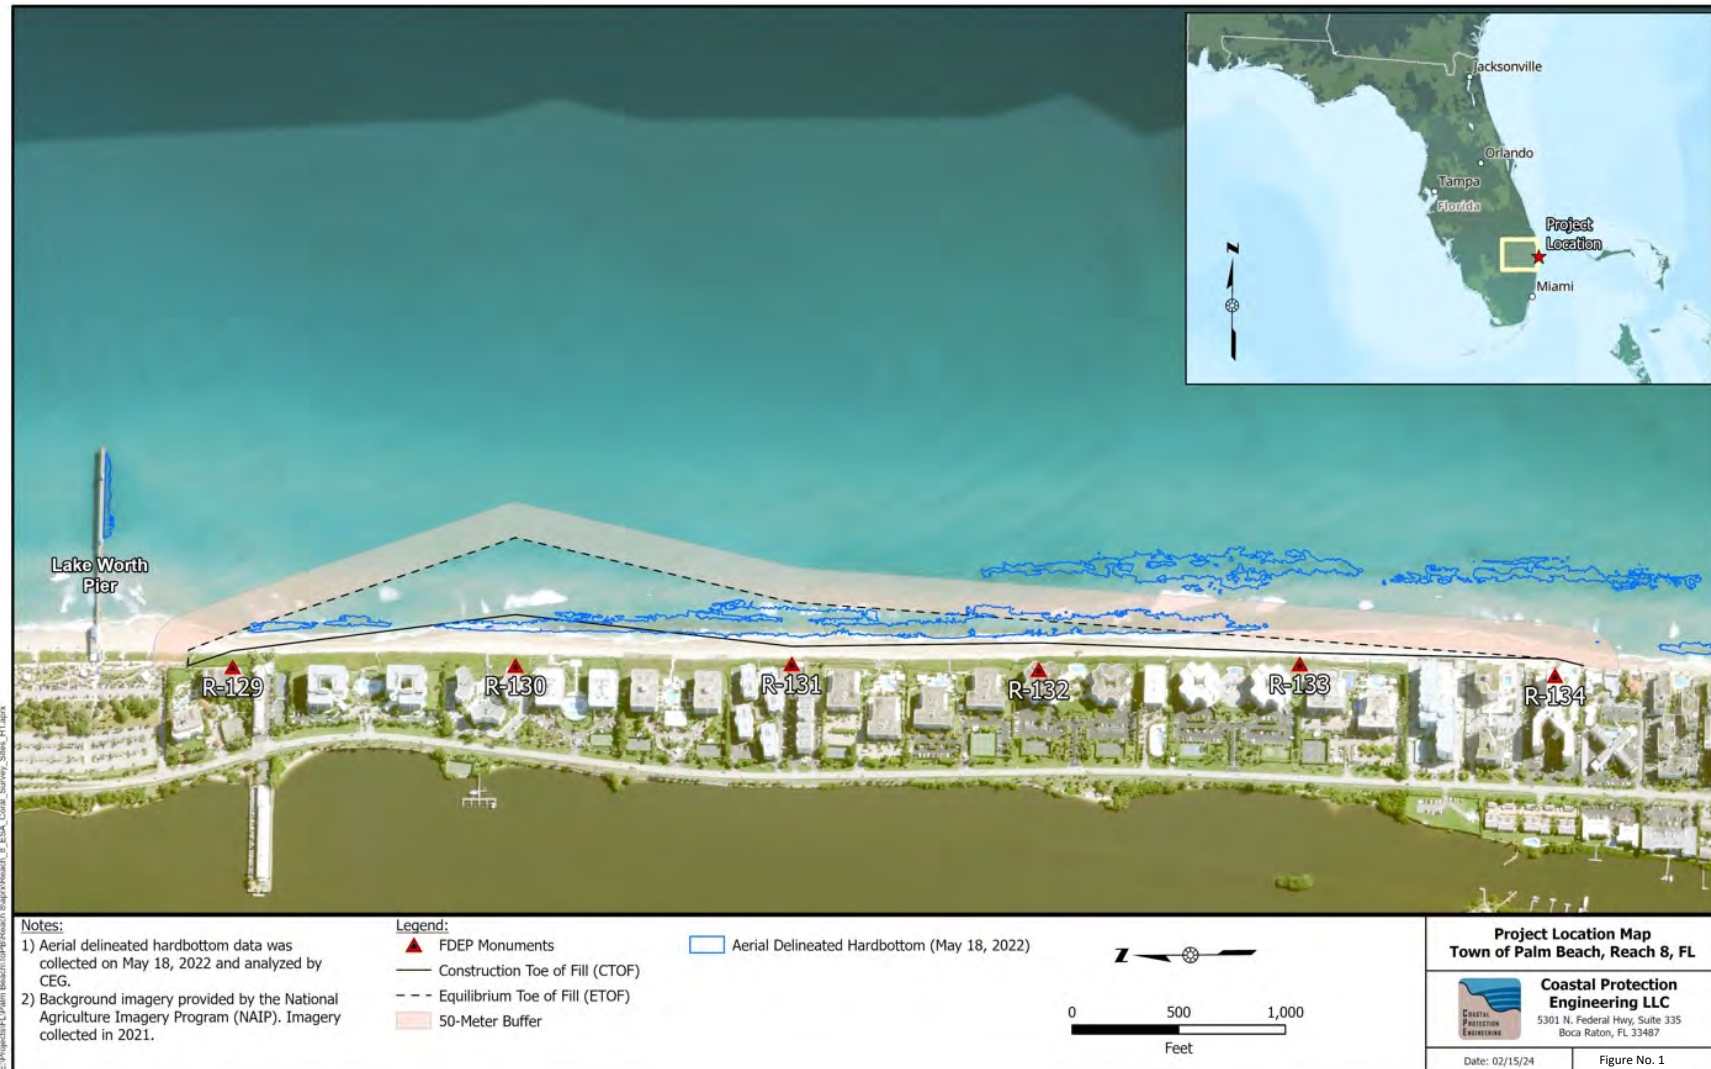 Jacksonville
Orlando
Tampa
Florida
Project
Location
Miami
N
Lake Worth
Pier
R-129
R-130
R-131
R-132
R-133
R-134
Notes:
1) Aerial delineated hardbottom data was
collected on May 18, 2022 and analyzed by
CEG.
2) Background imagery provided by the National
Agriculture Imagery Program (NAIP). Imagery
collected in 2021.
Legend:
FDEP Monuments
Construction Toe of Fill (CTOF)
Equilibrium Toe of Fill (ETOF)
50-Meter Buffer
Aerial Delineated Hardbottom (May 18, 2022)
N
0 500 1,000
Feet
Project Location Map
Town of Palm Beach, Reach 8, FL
COASTAL
PROTECTION
ENGINEERING
Coastal Protection
Engineering LLC
5301 N. Federal Hwy, Suite 335
Boca Raton, FL 33487
Date: 02/15/24
Figure No. 1